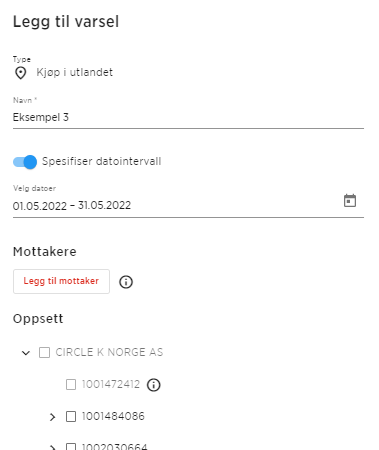 Legg til varsel
Type
Kjøp i utlandet
Navn *
Eksempel 3
Spesifiser datointervall
Velg datoer
01.05.2022 – 31.05.2022
Mottakere
Legg til mottaker
Oppsett
CIRCLE K NORGE AS
1001472412
1001484086
1002030664